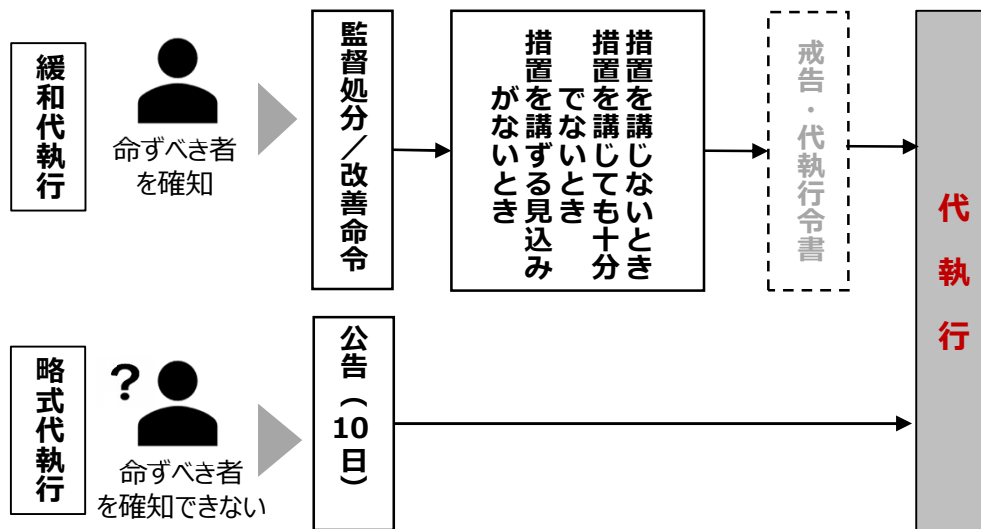 緩和代執行
命ずべき者
を確知
監督処分／改善命令
措置を講じないとき
措置を講じても十分
でないとき
措置を講ずる見込み
がないとき
戒告・代執行令書
代執行
略式代執行
?
命ずべき者
を確知できない
公告（10日）